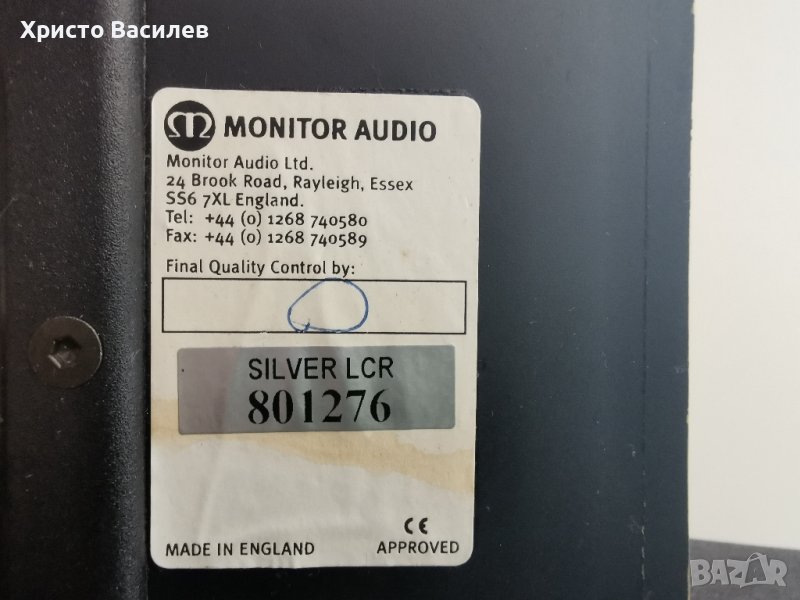 Христо Василев
MONITOR AUDIO
Monitor Audio Ltd.
24 Brook Road, Rayleigh, Essex
SS6 7XL England.
Tel: +44 (0) 1268 740580
Fax: +44 (0) 1268 740589
Final Quality Control by:
SILVER LCR
801276
CE
MADE IN ENGLAND APPROVED
BAZAR